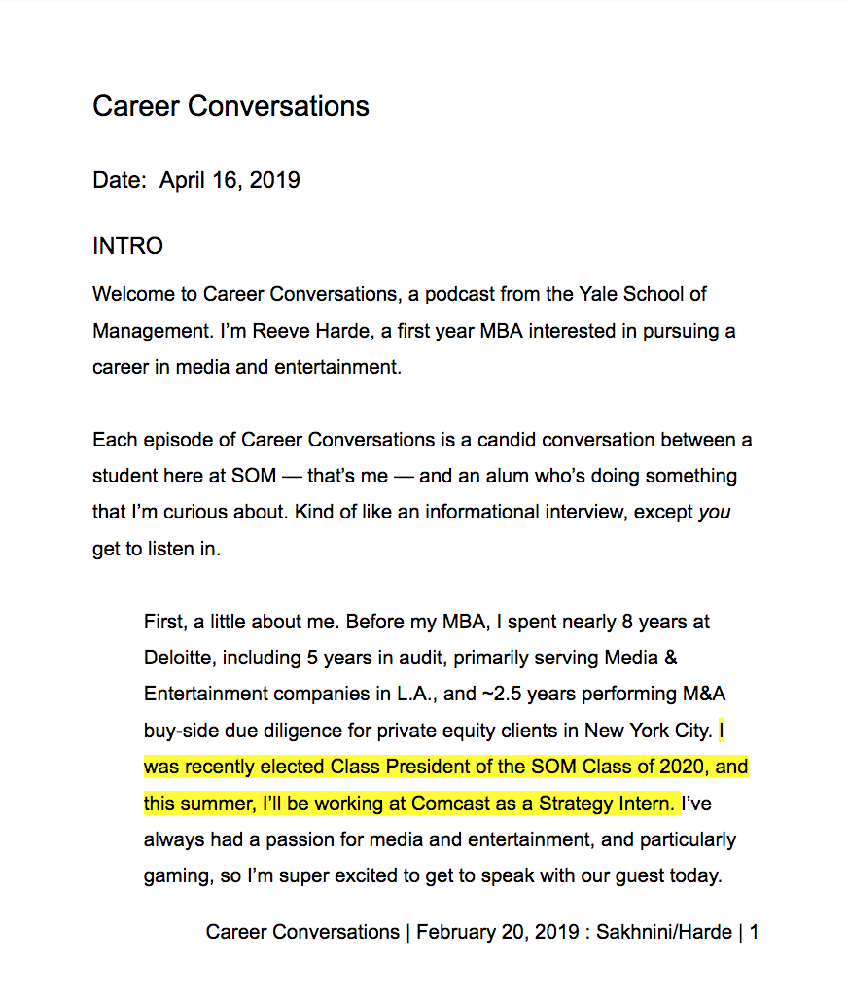 Career Conversations
Date:  April 16, 2019
INTRO
Welcome to Career Conversations, a podcast from the Yale School of
Management. I’m Reeve Harde, a first year MBA interested in pursuing a
career in media and entertainment.
Each episode of Career Conversations is a candid conversation between a
student here at SOM — that’s me — and an alum who’s doing something
that I’m curious about. Kind of like an informational interview, except you
get to listen in.
First, a little about me. Before my MBA, I spent nearly 8 years at
Deloitte, including 5 years in audit, primarily serving Media &
Entertainment companies in L.A., and ~2.5 years performing M&A
buy-side due diligence for private equity clients in New York City. I
was recently elected Class President of the SOM Class of 2020, and
this summer, I’ll be working at Comcast as a Strategy Intern. I’ve
always had a passion for media and entertainment, and particularly
gaming, so I’m super excited to get to speak with our guest today.
Career Conversations | February 20, 2019 : Sakhnini/Harde | 1